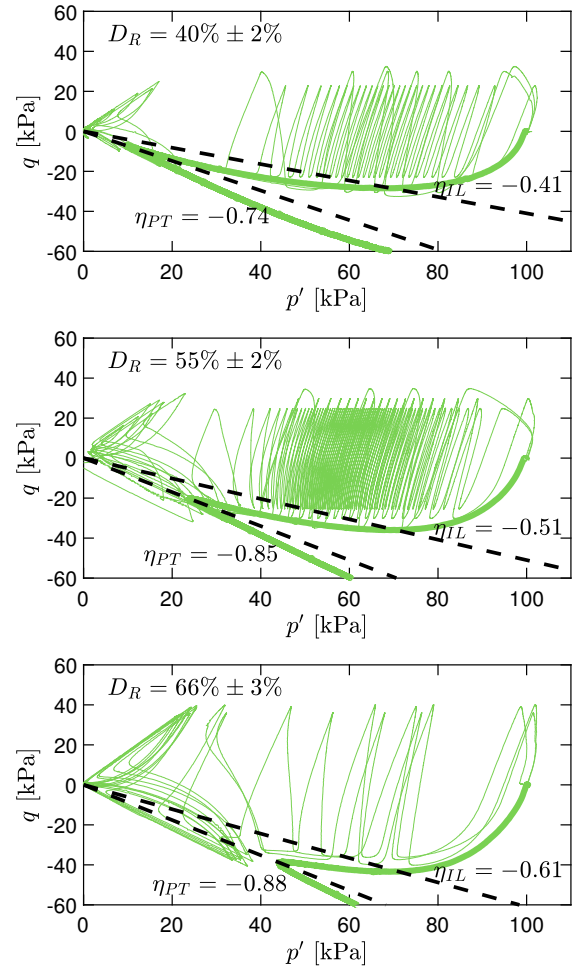 60
D_R = 40% ± 2%
40
20
0
-20
η_IL = −0.41
-40
η_PT = −0.74
-60
0 20 40 60 80 100
p′ [kPa]
q [kPa]
60
D_R = 55% ± 2%
40
20
0
-20
η_IL = −0.51
-40
η_PT = −0.85
-60
0 20 40 60 80 100
p′ [kPa]
q [kPa]
60
D_R = 66% ± 3%
40
20
0
-20
η_IL = −0.61
-40
η_PT = −0.88
-60
0 20 40 60 80 100
p′ [kPa]
q [kPa]